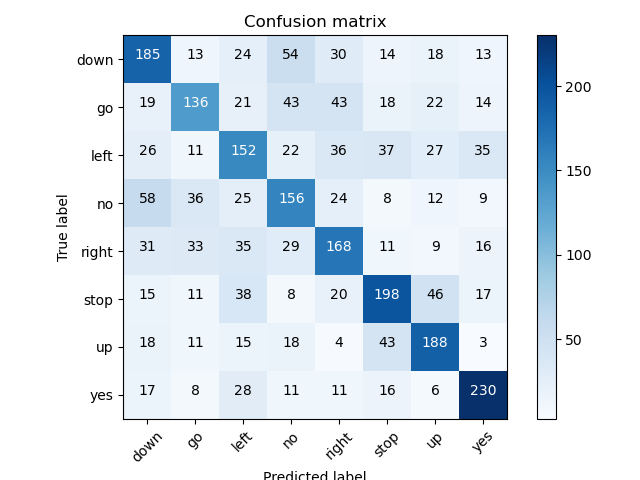 Confusion matrix
True label
down 185 13 24 54 30 14 18 13
go 19 136 21 43 43 18 22 14
left 26 11 152 22 36 37 27 35
no 58 36 25 156 24 8 12 9
right 31 33 35 29 168 11 9 16
stop 15 11 38 8 20 198 46 17
up 18 11 15 18 4 43 188 3
yes 17 8 28 11 11 16 6 230
down go left no right stop up yes
Predicted label
200
150
100
50